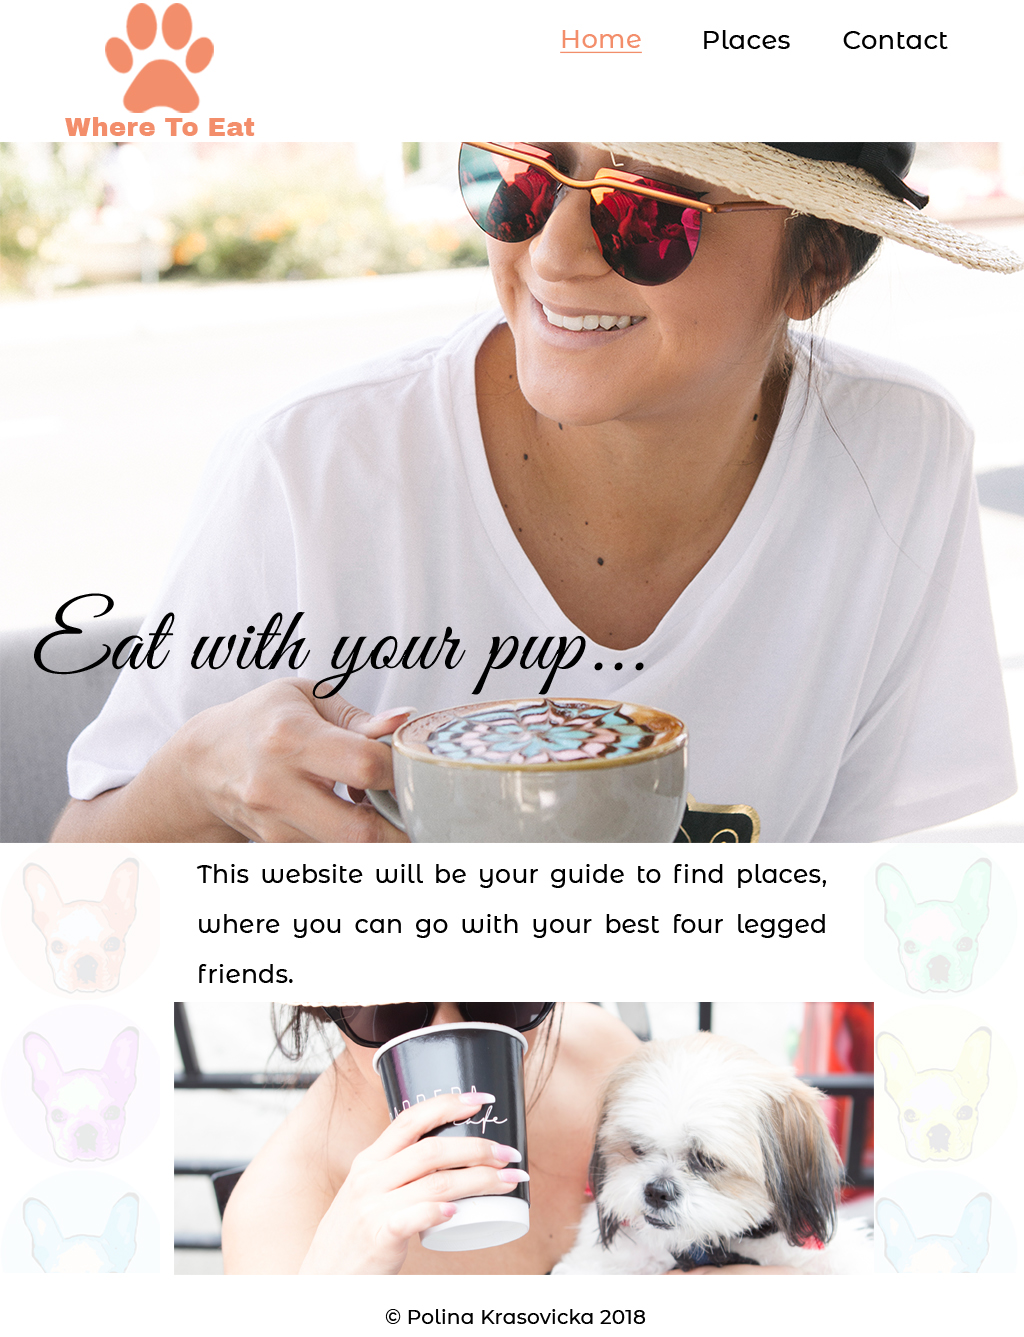 Home Places Contact
Where To Eat
Eat with your pup...
This website will be your guide to find places,
where you can go with your best four legged
friends.
cafe
© Polina Krasovicka 2018